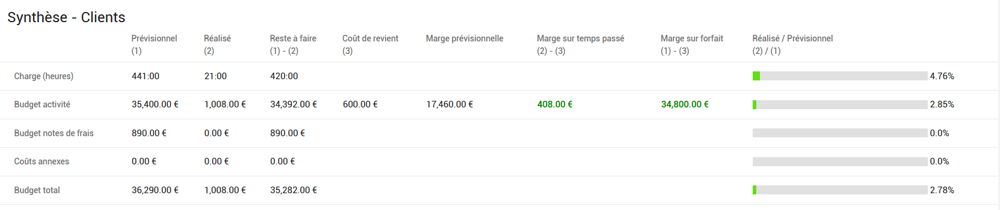 Synthèse - Clients
Prévisionnel Réalisé Reste à faire Coût de revient Marge prévisionnelle Marge sur temps passé Marge sur forfait Réalisé / Prévisionnel
(1) (2) (1) - (2) (3) (2) - (3) (1) - (3) (2) / (1)
Charge (heures) 441:00 21:00 420:00 4.76%
Budget activité 35,400.00 € 1,008.00 € 34,392.00 € 600.00 € 17,460.00 € 408.00 € 34,800.00 € 2.85%
Budget notes de frais 890.00 € 0.00 € 890.00 € 0.0%
Coûts annexes 0.00 € 0.00 € 0.00 € 0.0%
Budget total 36,290.00 € 1,008.00 € 35,282.00 € 2.78%